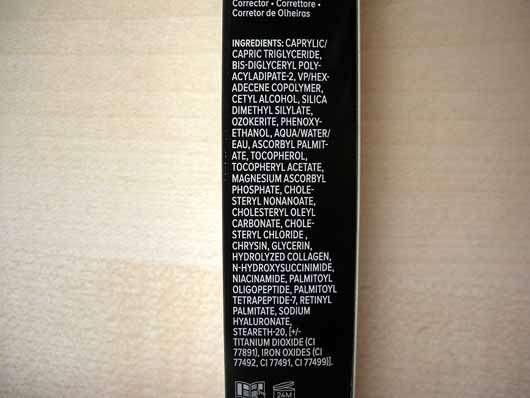 Corrector • Correttore •
Corretor de Olheiras
INGREDIENTS: CAPRYLIC/
CAPRIC TRIGLYCERIDE,
BIS-DIGLYCERYL POLY-
ACYLADIPATE-2, VP/HEX-
ADECENE COPOLYMER,
CETYL ALCOHOL, SILICA
DIMETHYL SILYLATE,
OZOKERITE, PHENOXY-
ETHANOL, AQUA/WATER/
EAU, ASCORBYL PALMIT-
ATE, TOCOPHEROL,
TOCOPHERYL ACETATE,
MAGNESIUM ASCORBYL
PHOSPHATE, CHOLE-
STERYL NONANOATE,
CHOLESTERYL OLEYL
CARBONATE, CHOLE-
STERYL CHLORIDE ,
CHRYSIN, GLYCERIN,
HYDROLYZED COLLAGEN,
N-HYDROXYSUCCINIMIDE,
NIACINAMIDE, PALMITOYL
OLIGOPEPTIDE, PALMITOYL
TETRAPEPTIDE-7, RETINYL
PALMITATE, SODIUM
HYALURONATE,
STEARETH-20, [+/-
TITANIUM DIOXIDE (CI
77891), IRON OXIDES (CI
77492, CI 77491, CI 77499)].
24M